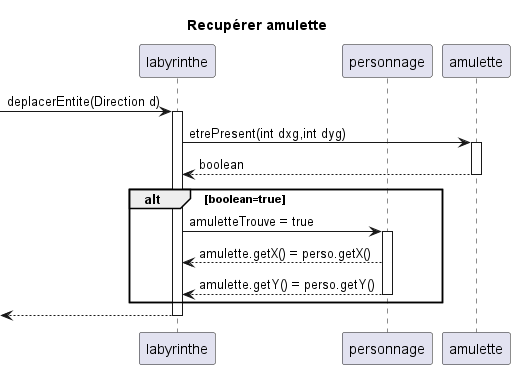 Recupérer amulette
labyrinthe
personnage
amulette
deplacerEntite(Direction d)
etrePresent(int dxg,int dyg)
boolean
alt
[boolean=true]
amuletteTrouve = true
amulette.getX() = perso.getX()
amulette.getY() = perso.getY()
labyrinthe
personnage
amulette